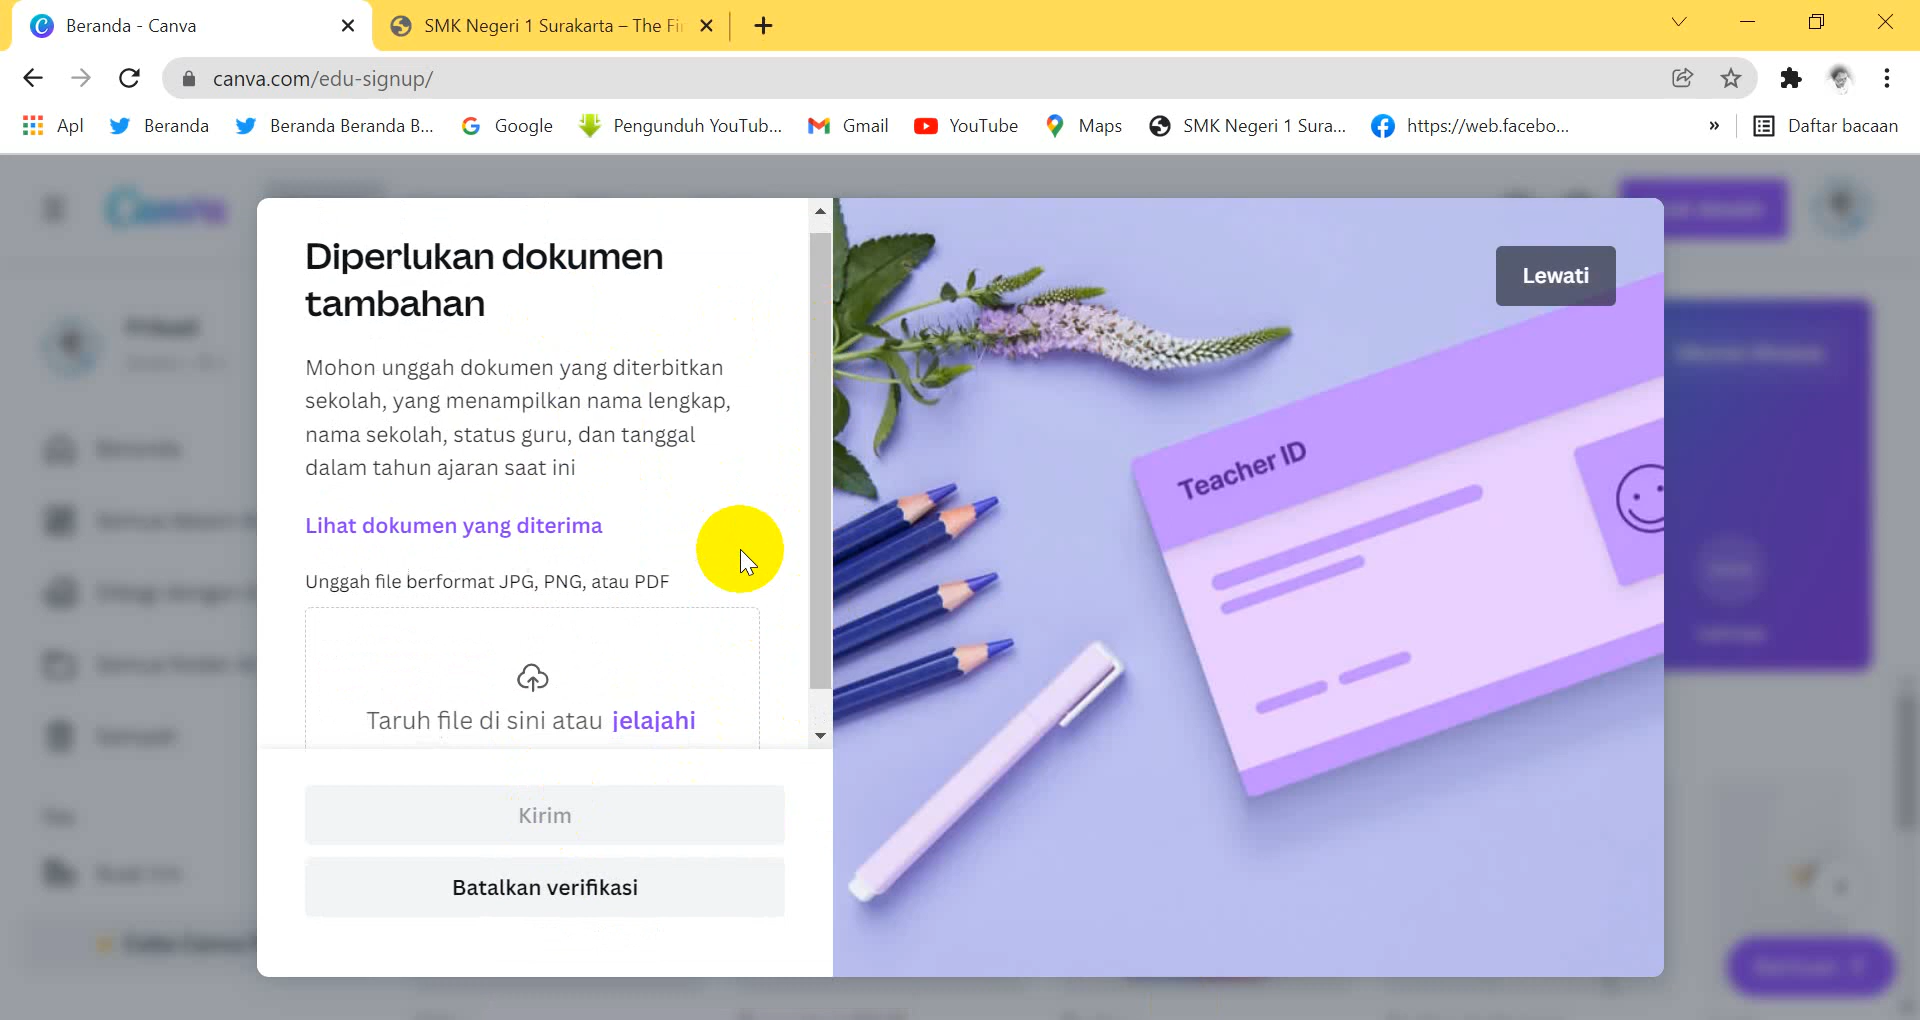 Beranda - Canva
SMK Negeri 1 Surakarta – The Fi
canva.com/edu-signup/
Apl
Beranda
Beranda Beranda B...
Google
Pengunduh YouTub...
Gmail
YouTube
Maps
SMK Negeri 1 Sura...
https://web.facebo...
»
Daftar bacaan
Canva
Diperlukan dokumen
tambahan
Mohon unggah dokumen yang diterbitkan
sekolah, yang menampilkan nama lengkap,
nama sekolah, status guru, dan tanggal
dalam tahun ajaran saat ini
Lihat dokumen yang diterima
Unggah file berformat JPG, PNG, atau PDF
Taruh file di sini atau jelajahi
Kirim
Batalkan verifikasi
Lewati
Teacher ID
Beranda